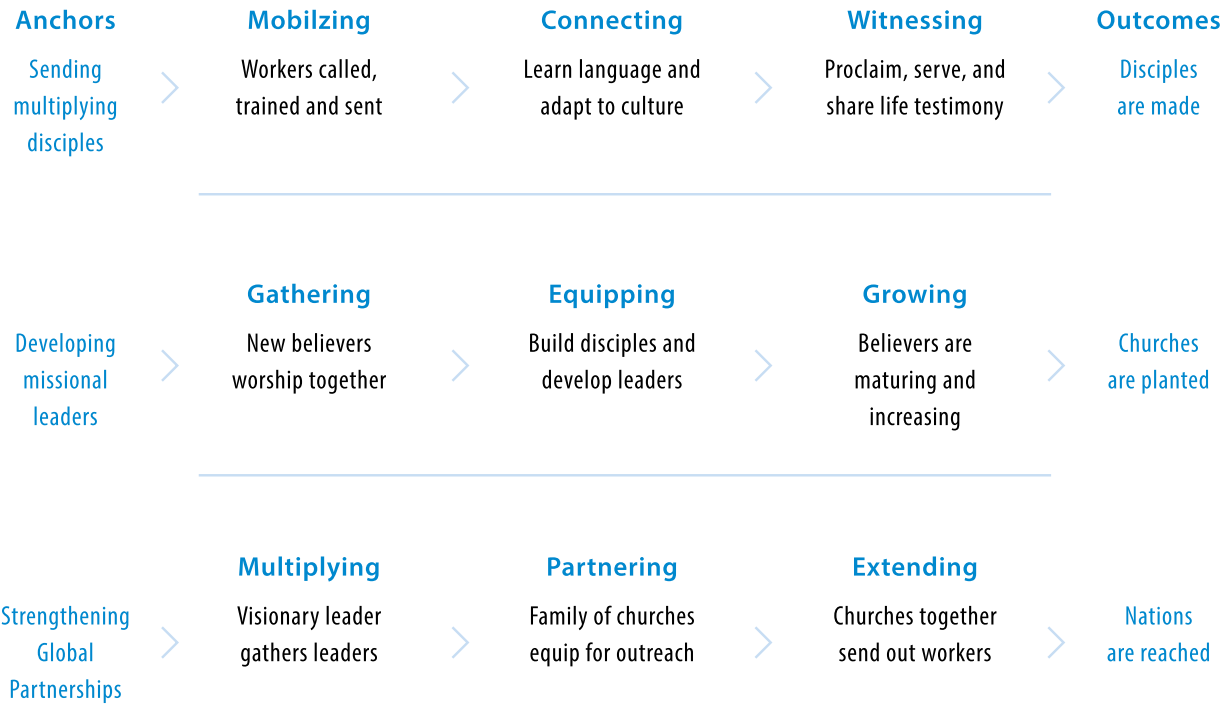 Anchors
Mobilzing
Connecting
Witnessing
Outcomes
Sending
multiplying
disciples
Workers called,
trained and sent
Learn language and
adapt to culture
Proclaim, serve, and
share life testimony
Disciples
are made
Gathering
Equipping
Growing
Developing
missional
leaders
New believers
worship together
Build disciples and
develop leaders
Believers are
maturing and
increasing
Churches
are planted
Multiplying
Partnering
Extending
Strengthening
Global
Partnerships
Visionary leader
gathers leaders
Family of churches
equip for outreach
Churches together
send out workers
Nations
are reached